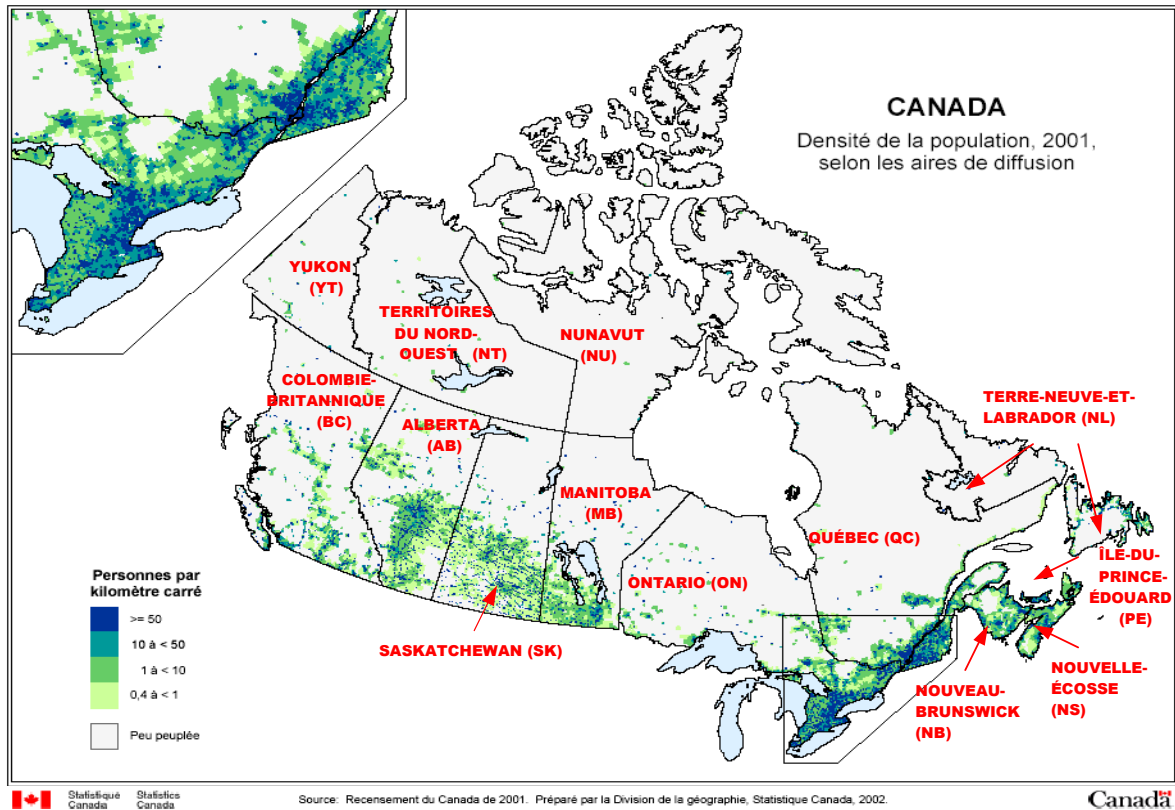 CANADA
Densité de la population, 2001,
selon les aires de diffusion
YUKON
(YT)
TERRITOIRES
DU NORD-
OUEST (NT)
NUNAVUT
(NU)
COLOMBIE-
BRITANNIQUE
(BC)
ALBERTA
(AB)
MANITOBA
(MB)
ONTARIO (ON)
QUÉBEC (QC)
TERRE-NEUVE-ET-
LABRADOR (NL)
ÎLE-DU-
PRINCE-
ÉDOUARD
(PE)
SASKATCHEWAN (SK)
NOUVEAU-
BRUNSWICK
(NB)
NOUVELLE-
ÉCOSSE
(NS)
Personnes par
kilomètre carré
>= 50
10 à < 50
1 à < 10
0,4 à < 1
Peu peuplée
Statistique
Canada
Statistics
Canada
Source: Recensement du Canada de 2001. Préparé par la Division de la géographie, Statistique Canada, 2002.
Canada